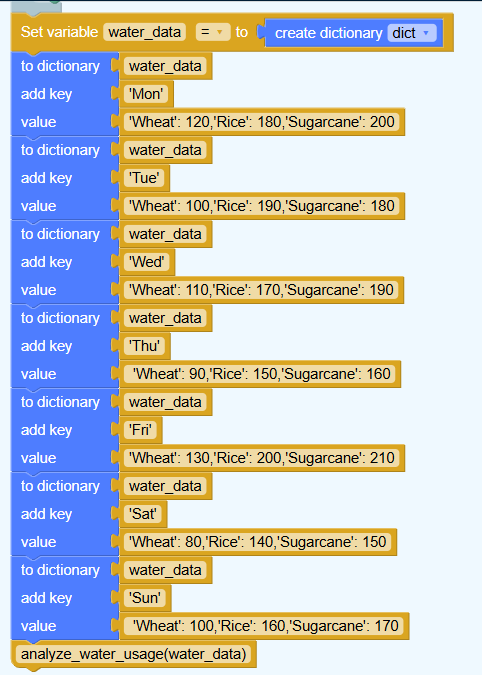 Set variable water_data = to create dictionary dict
to dictionary water_data
add key 'Mon'
value 'Wheat': 120,'Rice': 180,'Sugarcane': 200
to dictionary water_data
add key 'Tue'
value 'Wheat': 100,'Rice': 190,'Sugarcane': 180
to dictionary water_data
add key 'Wed'
value 'Wheat': 110,'Rice': 170,'Sugarcane': 190
to dictionary water_data
add key 'Thu'
value 'Wheat': 90,'Rice': 150,'Sugarcane': 160
to dictionary water_data
add key 'Fri'
value 'Wheat': 130,'Rice': 200,'Sugarcane': 210
to dictionary water_data
add key 'Sat'
value 'Wheat': 80,'Rice': 140,'Sugarcane': 150
to dictionary water_data
add key 'Sun'
value 'Wheat': 100,'Rice': 160,'Sugarcane': 170
analyze_water_usage(water_data)